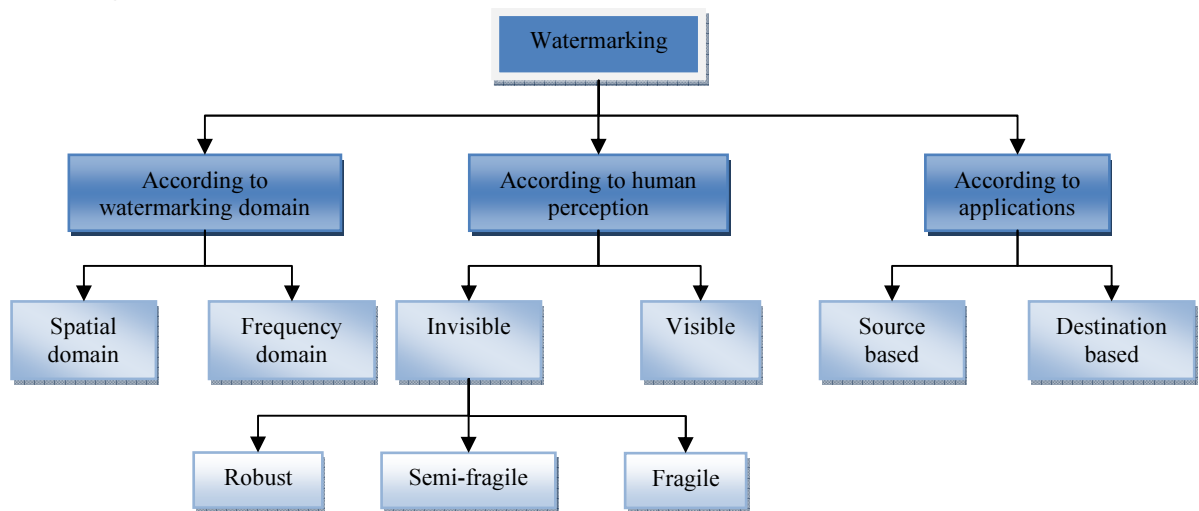 Watermarking
According to
watermarking domain
According to human
perception
According to
applications
Spatial
domain
Frequency
domain
Invisible
Visible
Source
based
Destination
based
Robust
Semi-fragile
Fragile